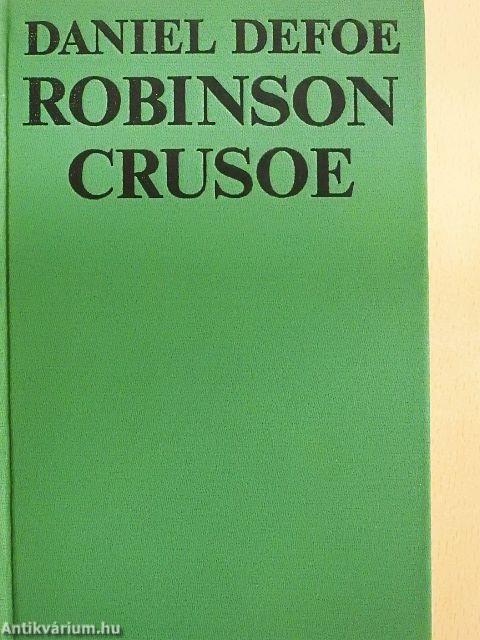 DANIEL DEFOE
ROBINSON
CRUSOE
Antikvárium.hu